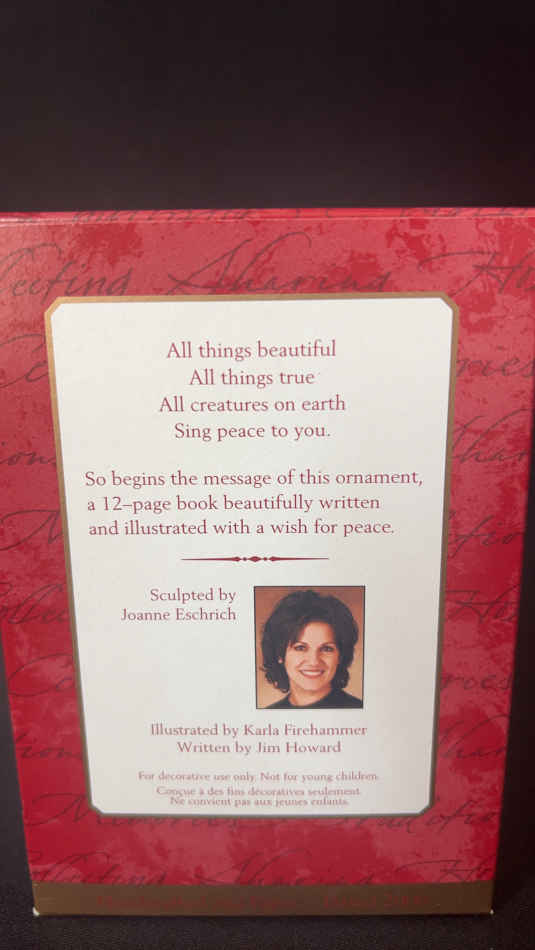 All things beautiful
All things true
All creatures on earth
Sing peace to you.
So begins the message of this ornament,
a 12–page book beautifully written
and illustrated with a wish for peace.
Sculpted by
Joanne Eschrich
Illustrated by Karla Firehammer
Written by Jim Howard
For decorative use only. Not for young children.
Conçue à des fins décoratives seulement.
Ne convient pas aux jeunes enfants.